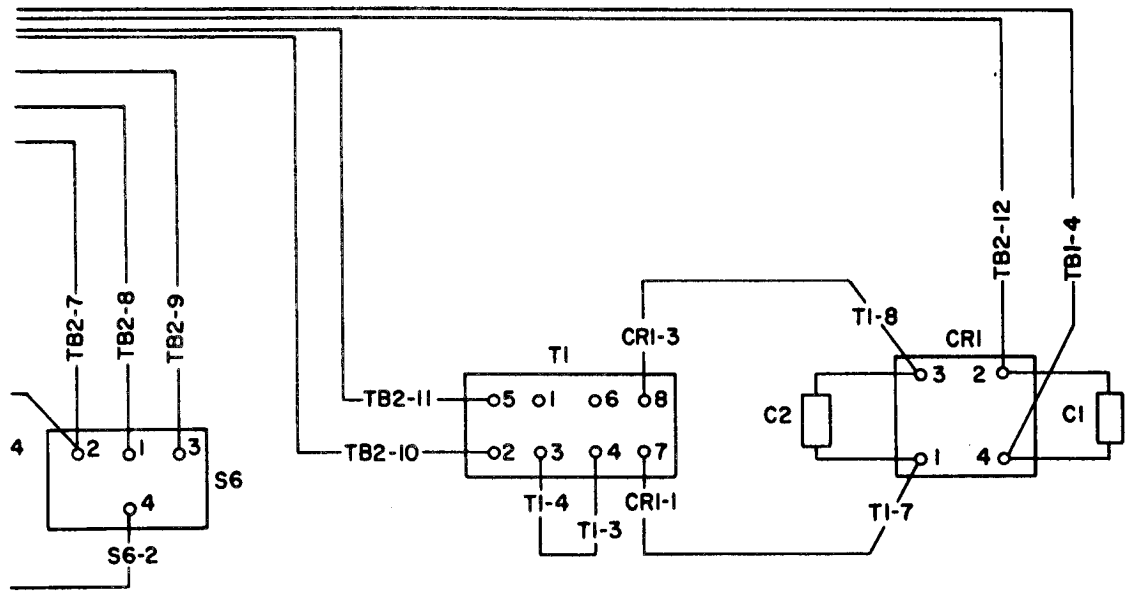 TB2-7
TB2-8
TB2-9
TB2-12
TB1-4
CR1-3
T1-8
T1
CR1
TB2-11
5 1 6 8
3 2
C2
C1
TB2-10
2 3 4 7
1 4
4
2 1 3
S6
4
T1-4
CR1-1
T1-3
T1-7
S6-2